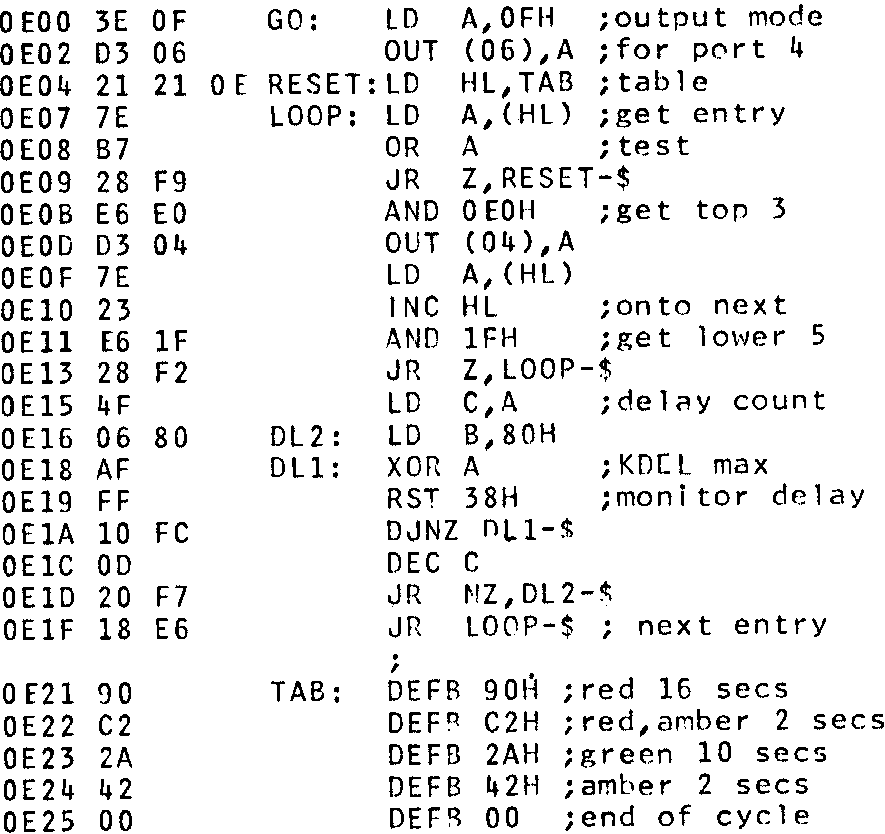 0E00 3E 0F GO: LD A,0FH ;output mode
0E02 D3 06 OUT (06),A ;for port 4
0E04 21 21 0E RESET:LD HL,TAB ;table
0E07 7E LOOP: LD A,(HL) ;get entry
0E08 B7 OR A ;test
0E09 28 F9 JR Z,RESET-$
0E0B E6 E0 AND 0E0H ;get top 3
0E0D D3 04 OUT (04),A
0E0F 7E LD A,(HL)
0E10 23 INC HL ;onto next
0E11 E6 1F AND 1FH ;get lower 5
0E13 28 F2 JR Z,LOOP-$
0E15 4F LD C,A ;delay count
0E16 06 80 DL2: LD B,80H
0E18 AF DL1: XOR A ;KDEL max
0E19 FF RST 38H ;monitor delay
0E1A 10 FC DJNZ DL1-$
0E1C 0D DEC C
0E1D 20 F7 JR NZ,DL2-$
0E1F 18 E6 JR LOOP-$ ; next entry
;
0E21 90 TAB: DEFB 90H ;red 16 secs
0E22 C2 DEFB C2H ;red,amber 2 secs
0E23 2A DEFB 2AH ;green 10 secs
0E24 42 DEFB 42H ;amber 2 secs
0E25 00 DEFB 00 ;end of cycle